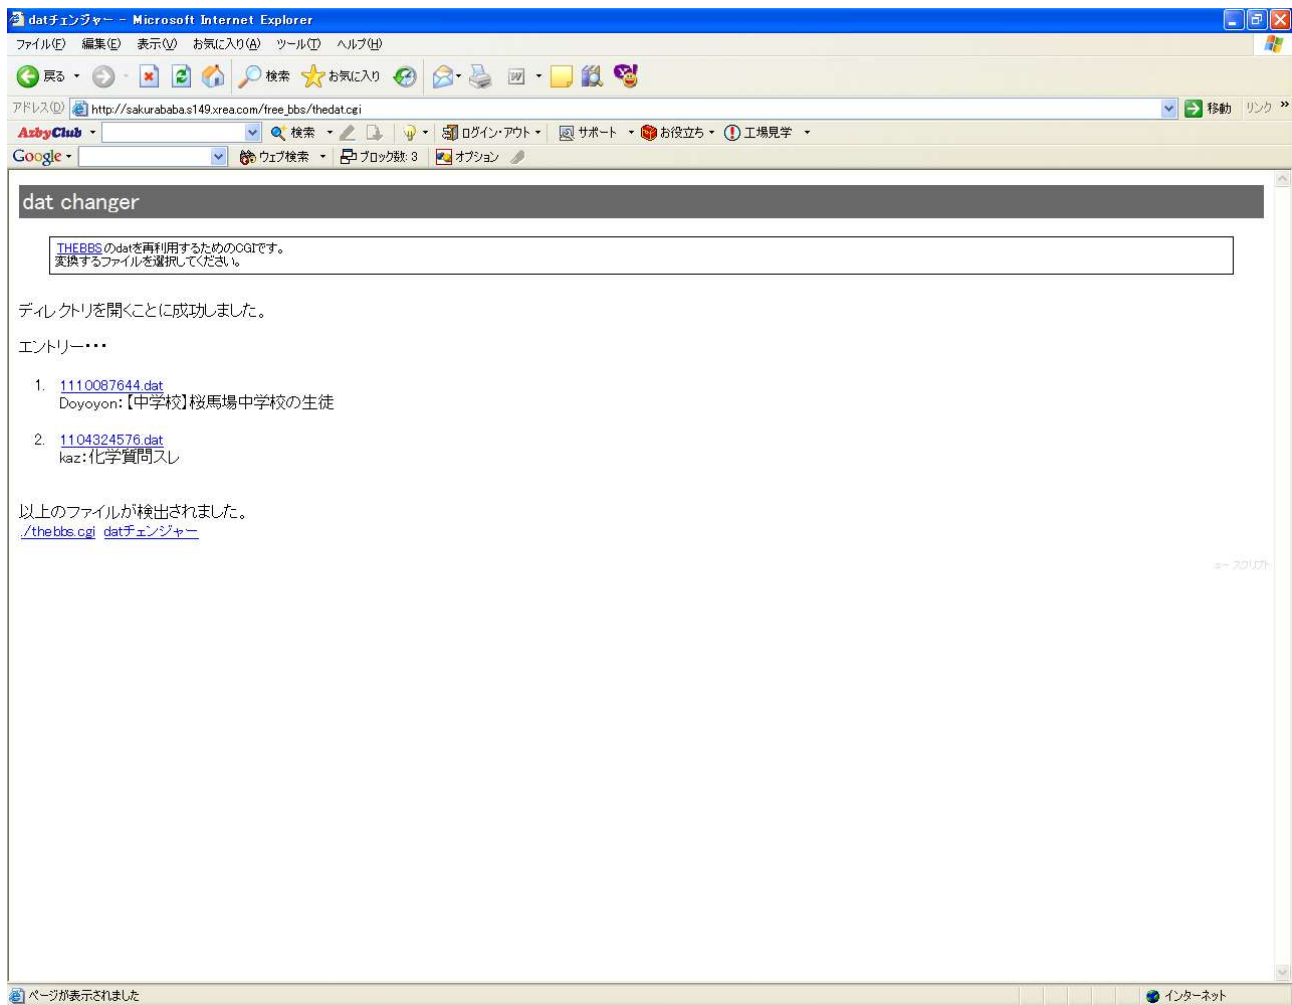 datチェンジャー - Microsoft Internet Explorer
ファイル(F) 編集(E) 表示(V) お気に入り(A) ツール(T) ヘルプ(H)
戻る 検索 お気に入り
アドレス(D) http://sakurababa.s149.xrea.com/free_bbs/thedat.cgi 移動 リンク »
AzbyClub 検索 ログイン・アウト サポート お役立ち 工場見学
Google ウェブ検索 ブロック数: 3 オプション
dat changer
THEBBSのdatを再利用するためのCGIです。
変換するファイルを選択してください。
ディレクトリを開くことに成功しました。
エントリー・・・
1. 1110087644.dat
Doyoyon:【中学校】桜馬場中学校の生徒
2. 1104324576.dat
kaz:化学質問スレ
以上のファイルが検出されました。
./thebbs.cgi datチェンジャー
スクリプト
ページが表示されました インターネット